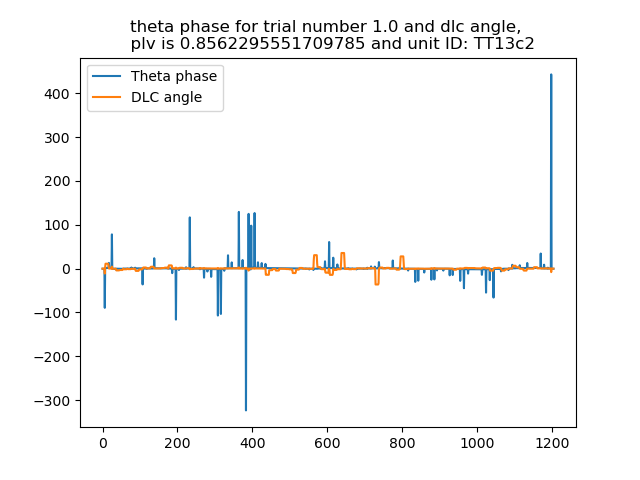 theta phase for trial number 1.0 and dlc angle,
plv is 0.8562295551709785 and unit ID: TT13c2
Theta phase
DLC angle
400
300
200
100
0
−100
−200
−300
0 200 400 600 800 1000 1200